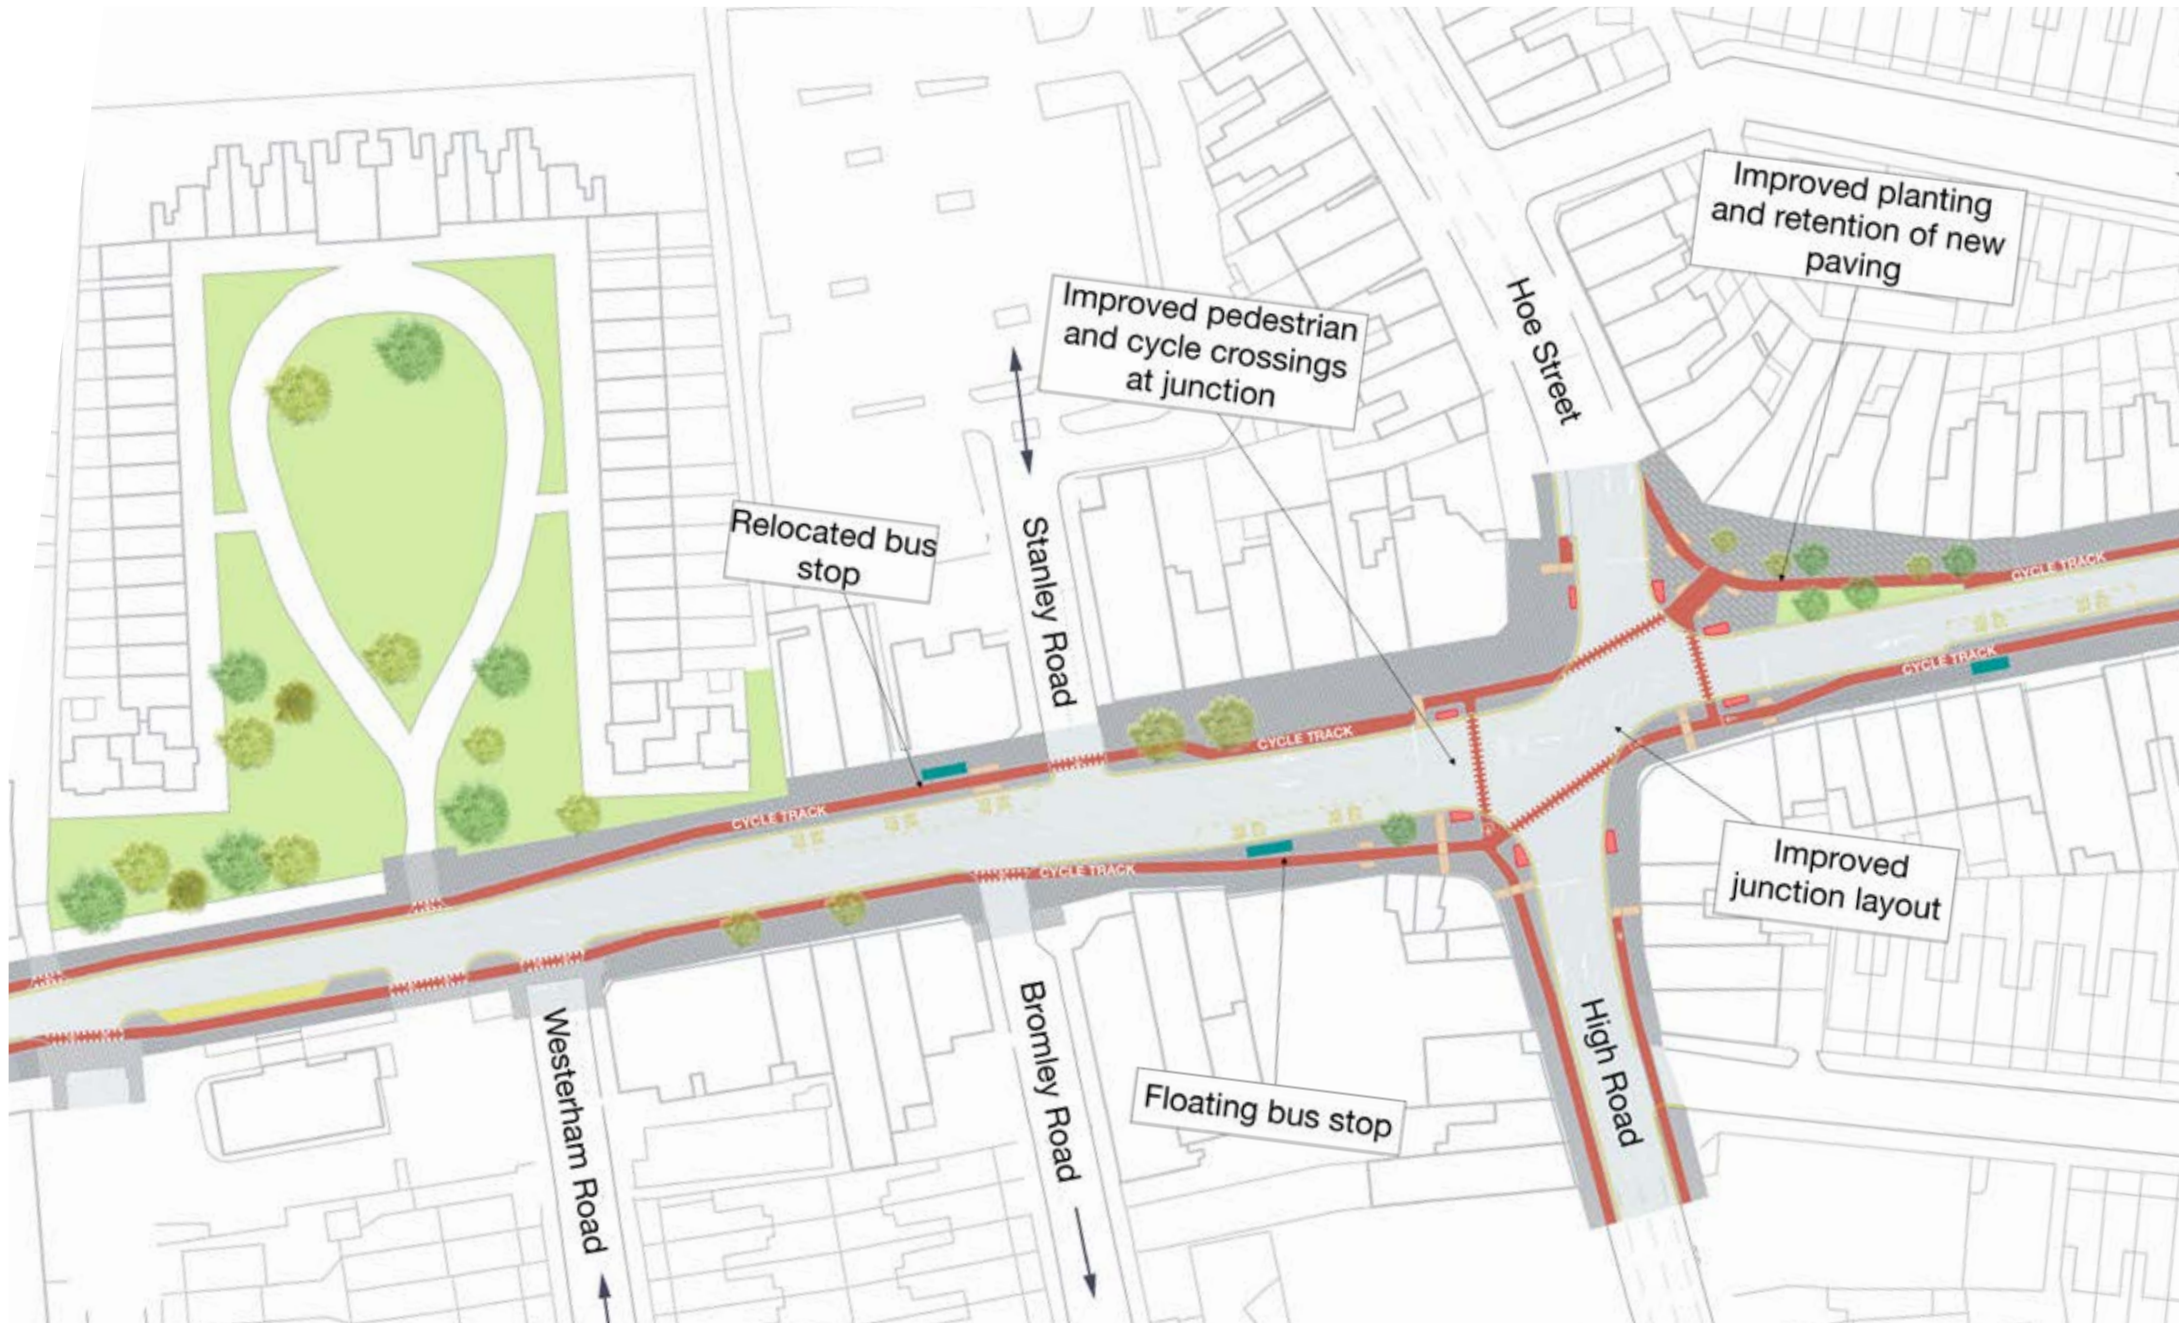 Improved planting
and retention of new
paving
Improved pedestrian
and cycle crossings
at junction
Hoe Street
Relocated bus
stop
Stanley Road
CYCLE TRACK
CYCLE TRACK
CYCLE TRACK
CYCLE TRACK
CYCLE TRACK
Improved
junction layout
Westerham Road
Bromley Road
High Road
Floating bus stop